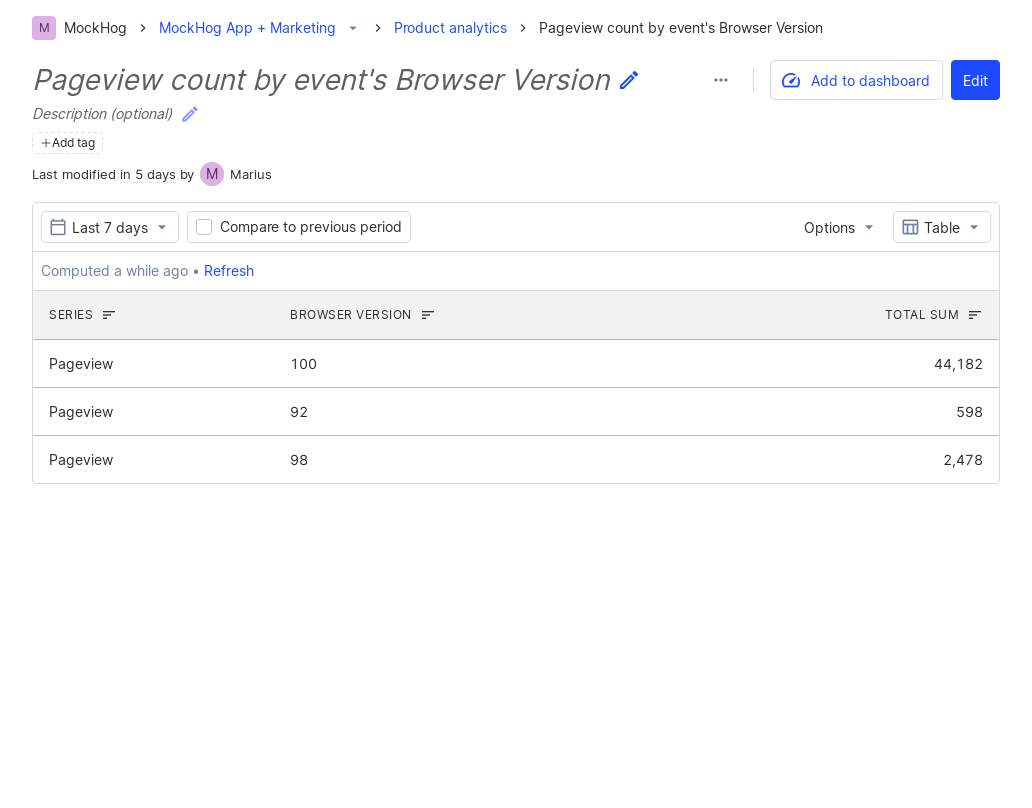 M MockHog MockHog App + Marketing Product analytics Pageview count by event's Browser Version
Pageview count by event's Browser Version
Add to dashboard Edit
Description (optional)
Add tag
Last modified in 5 days by M Marius
Last 7 days Compare to previous period Options Table
Computed a while ago • Refresh
SERIES BROWSER VERSION TOTAL SUM
Pageview 100 44,182
Pageview 92 598
Pageview 98 2,478